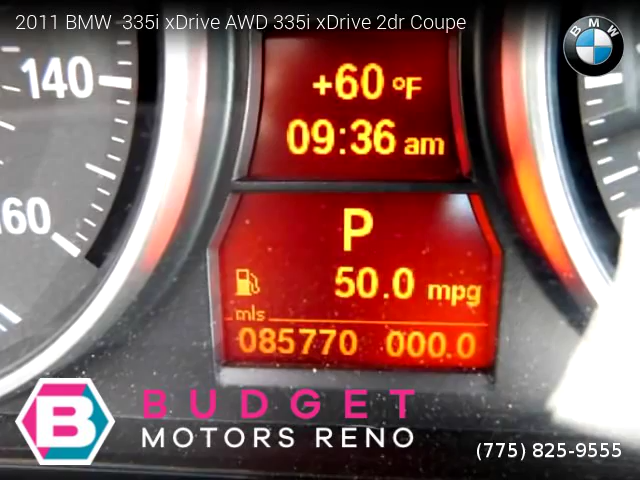 2011 BMW 335i xDrive AWD 335i xDrive 2dr Coupe
BMW
140
+60 °F
09:36 am
60
P
50.0 mpg
mls
085770 000.0
B
BUDGET
MOTORS RENO
(775) 825-9555